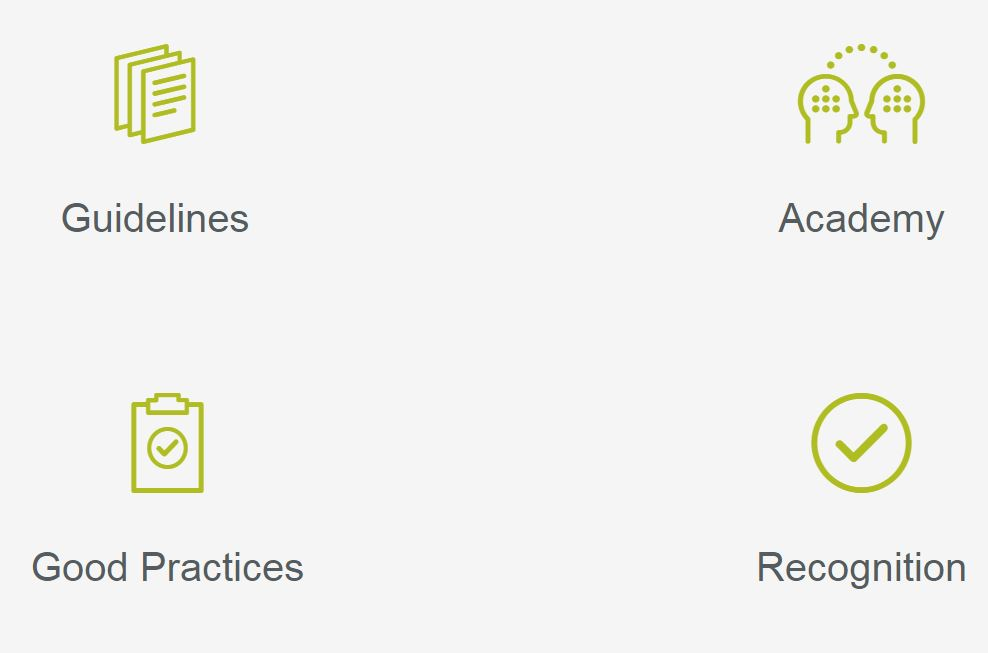 Guidelines
Academy
Good Practices
Recognition